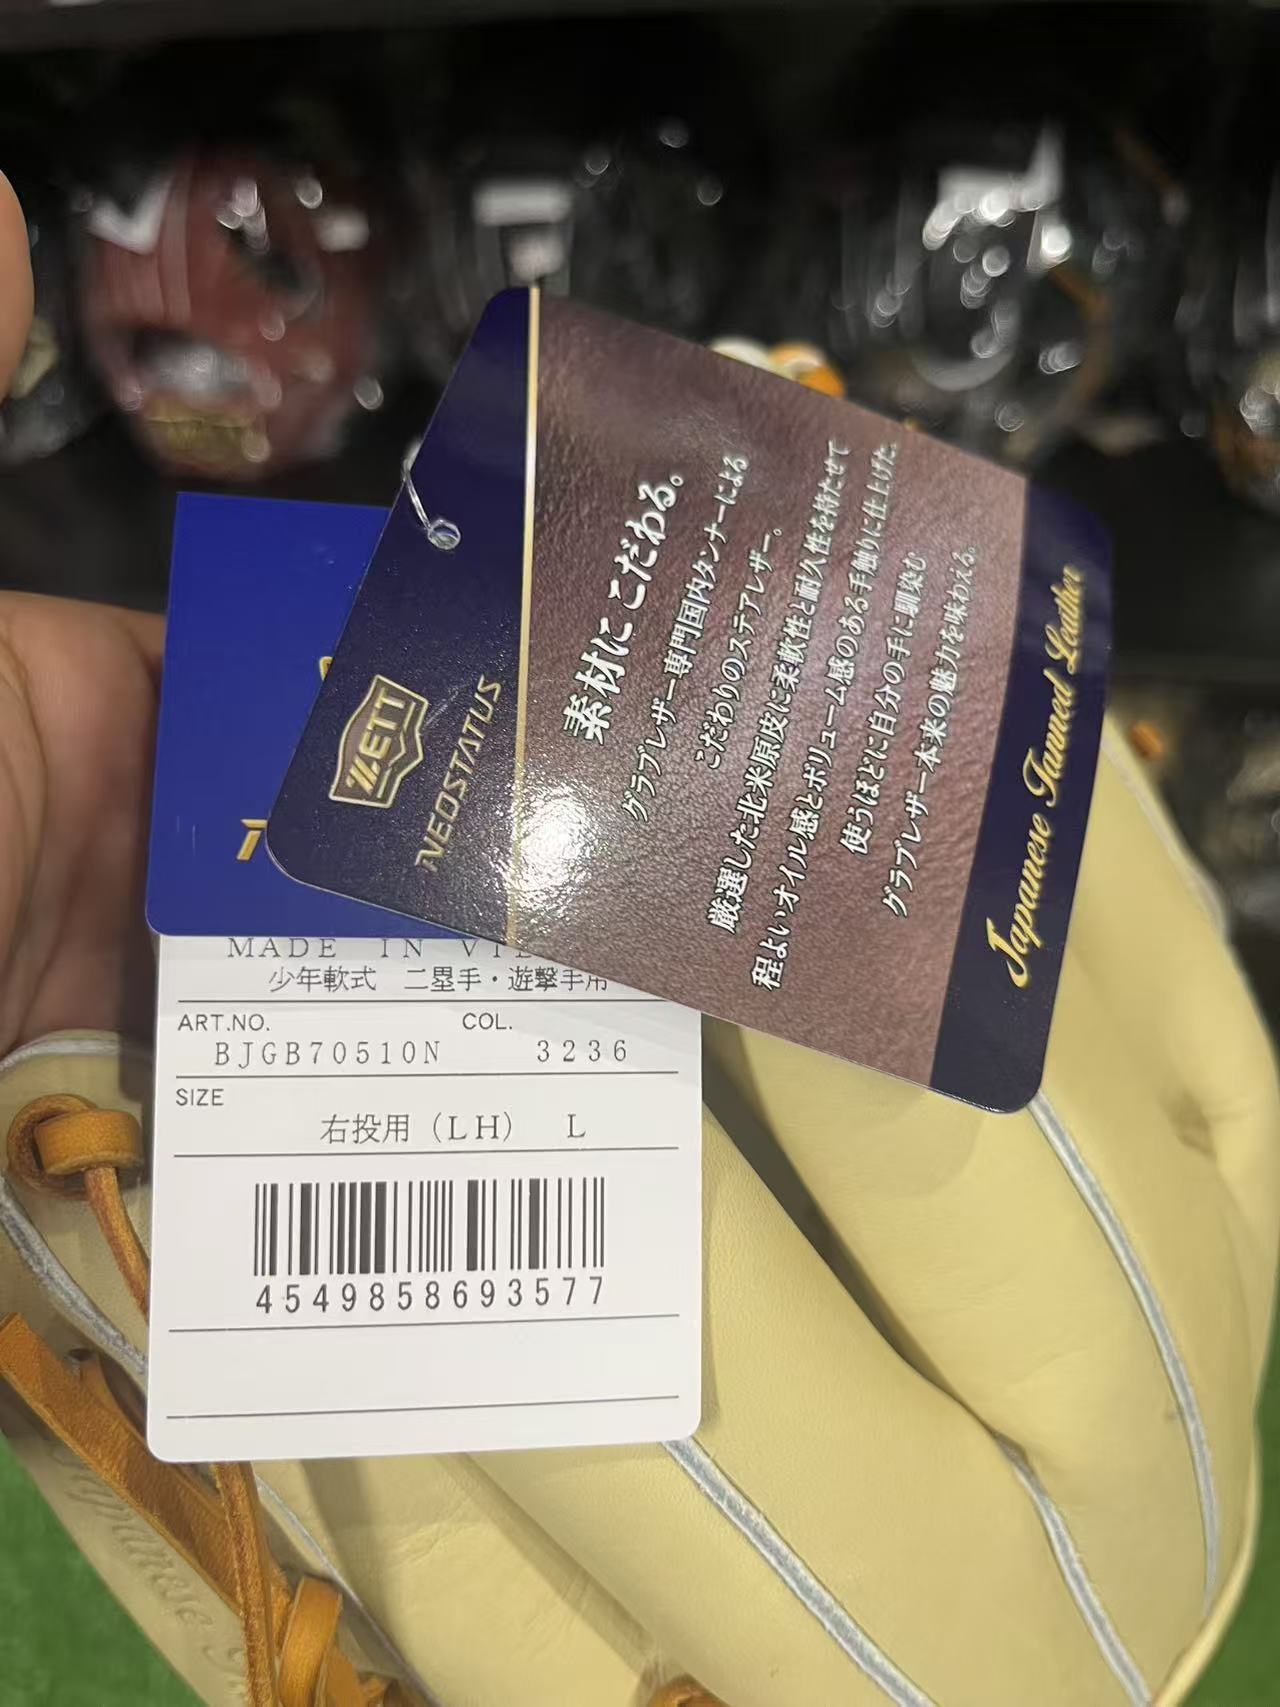 ZETT
NEOSTATUS
素材にこだわる。
グラブレザー専門国内タンナーによる
こだわりのステアレザー。
厳選した北米原皮に柔軟性と耐久性を持たせて
程よいオイル感とボリューム感のある手触りに仕上げた。
使うほどに自分の手に馴染む
グラブレザー本来の魅力を味わえる。
Japanese Tanned Leather
MADE IN
少年軟式 二塁手・遊撃手用
ART.NO. COL.
BJGB70510N 3236
SIZE
右投用(LH) L
4549858693577
Japanese